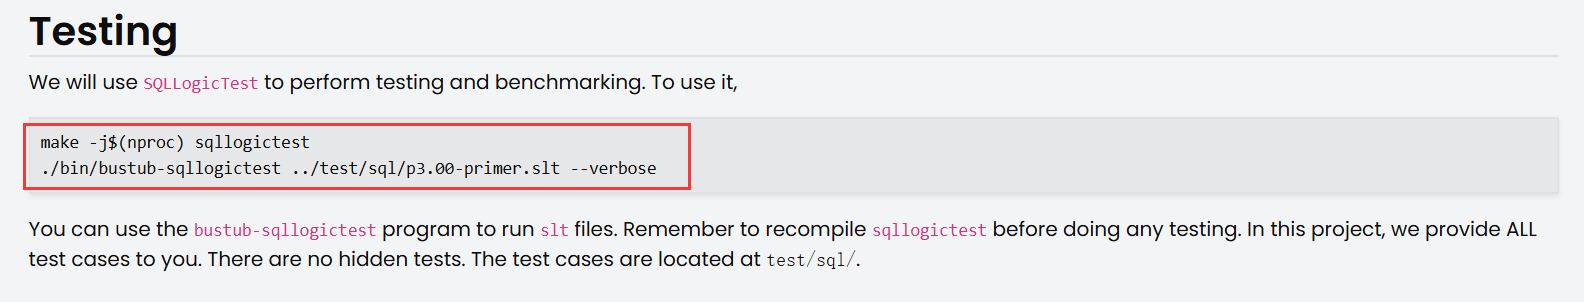 Testing
We will use SQLLogicTest to perform testing and benchmarking. To use it,
make -j$(nproc) sqllogictest
./bin/bustub-sqllogictest ../test/sql/p3.00-primer.slt --verbose
You can use the bustub-sqllogictest program to run slt files. Remember to recompile sqllogictest before doing any testing. In this project, we provide ALL
test cases to you. There are no hidden tests. The test cases are located at test/sql/.